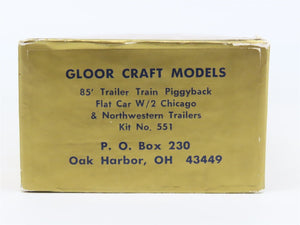 GLOOR CRAFT MODELS
85' Trailer Train Piggyback
Flat Car W/2 Chicago
& Northwestern Trailers
Kit No. 551
P. O. Box 230
Oak Harbor, OH 43449